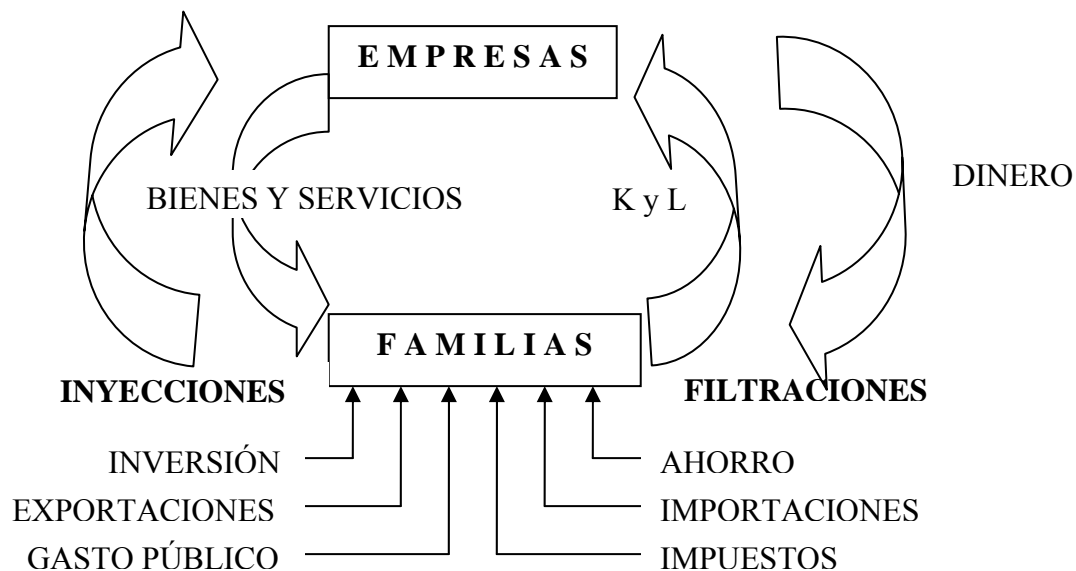 E M P R E S A S
DINERO
BIENES Y SERVICIOS
K y L
F A M I L I A S
INYECCIONES
FILTRACIONES
INVERSIÓN
AHORRO
EXPORTACIONES
IMPORTACIONES
GASTO PÚBLICO
IMPUESTOS